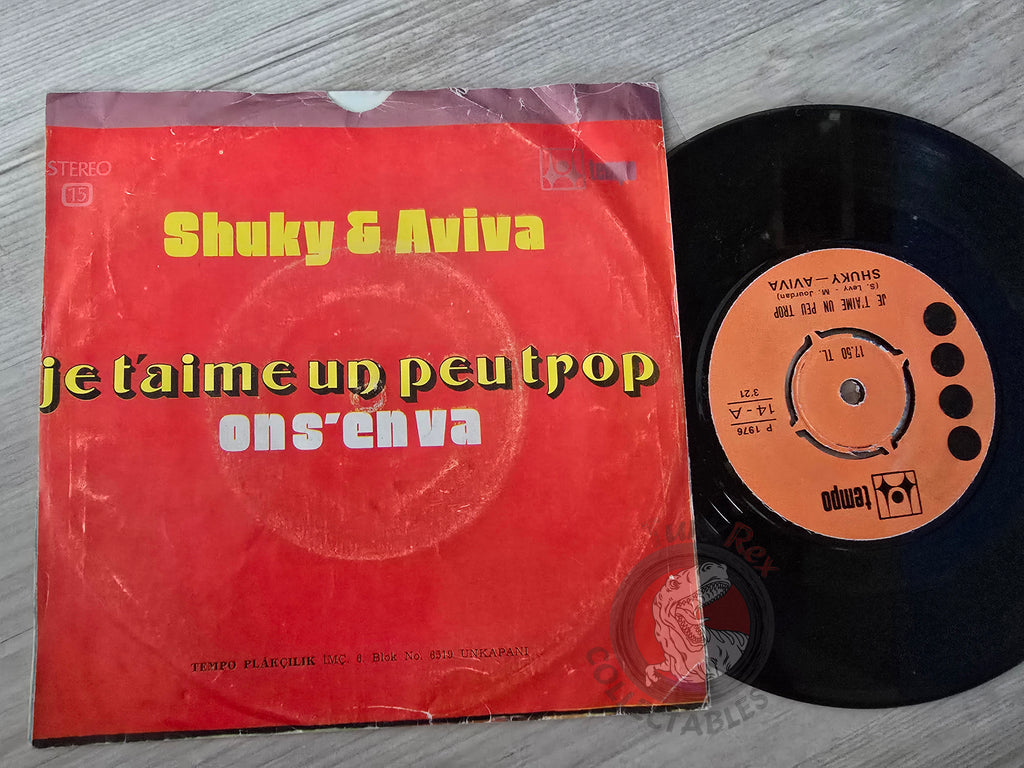 STEREO
15
tempo
Shuky & Aviva
je t'aime un peu trop
on s'en va
TEMPO PLÂKÇILIK İMÇ. 6. Blok No. 6519 UNKAPANI
tempo
P 1976
14-A
3'21
17.50 TL.
JE T'AIME UN PEU TROP
(S. Levy - M. Jourdan)
SHUKY—AVIVA
Rex
COLLECTABLES